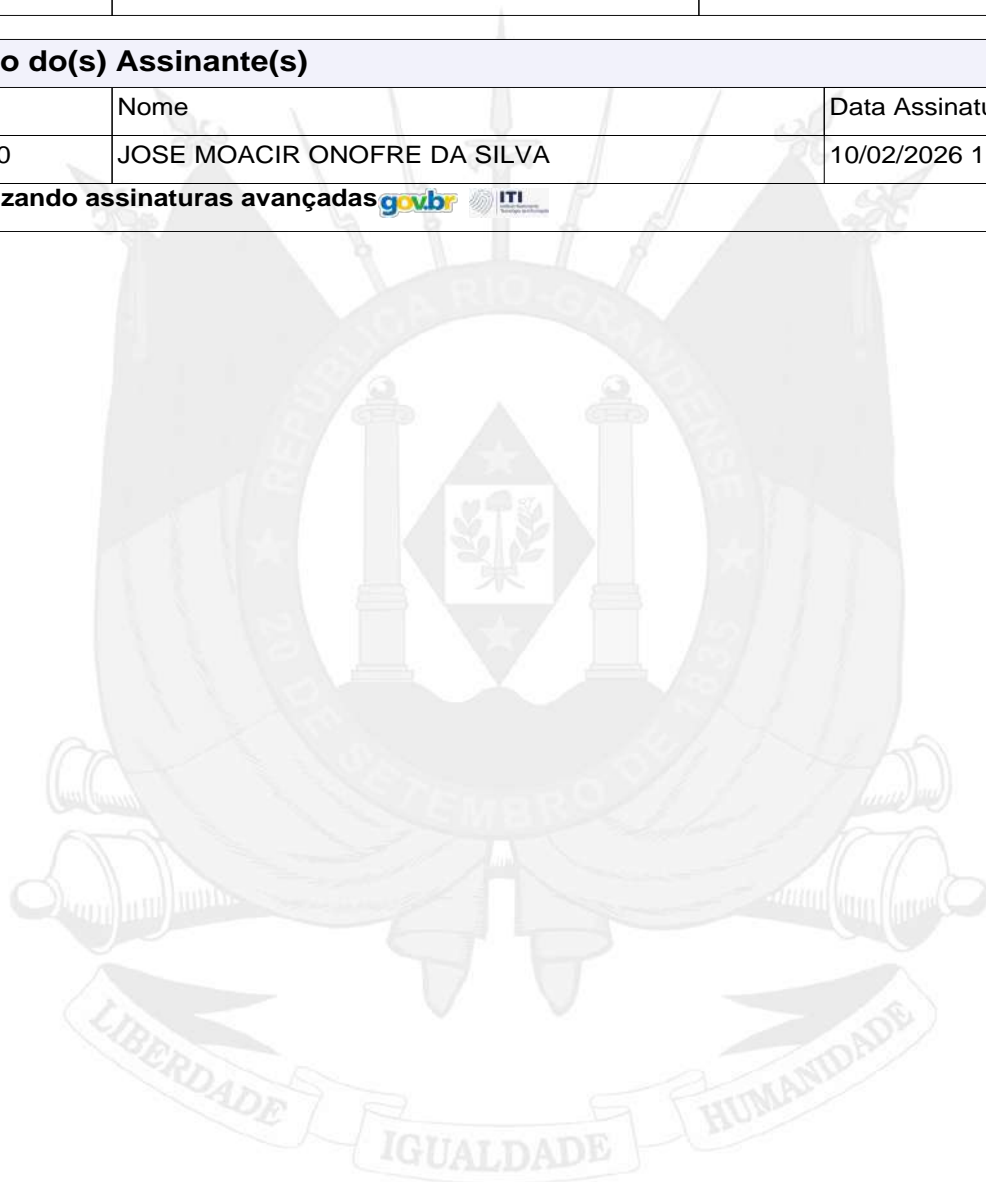 o do(s) Assinante(s)
Nome Data Assinatu
0 JOSE MOACIR ONOFRE DA SILVA 10/02/2026 1
zando assinaturas avançadas gov.br ITI
REPÚBLICA RIO-GRANDENSE
20 DE SETEMBRO DE 1835
LIBERDADE IGUALDADE HUMANIDADE